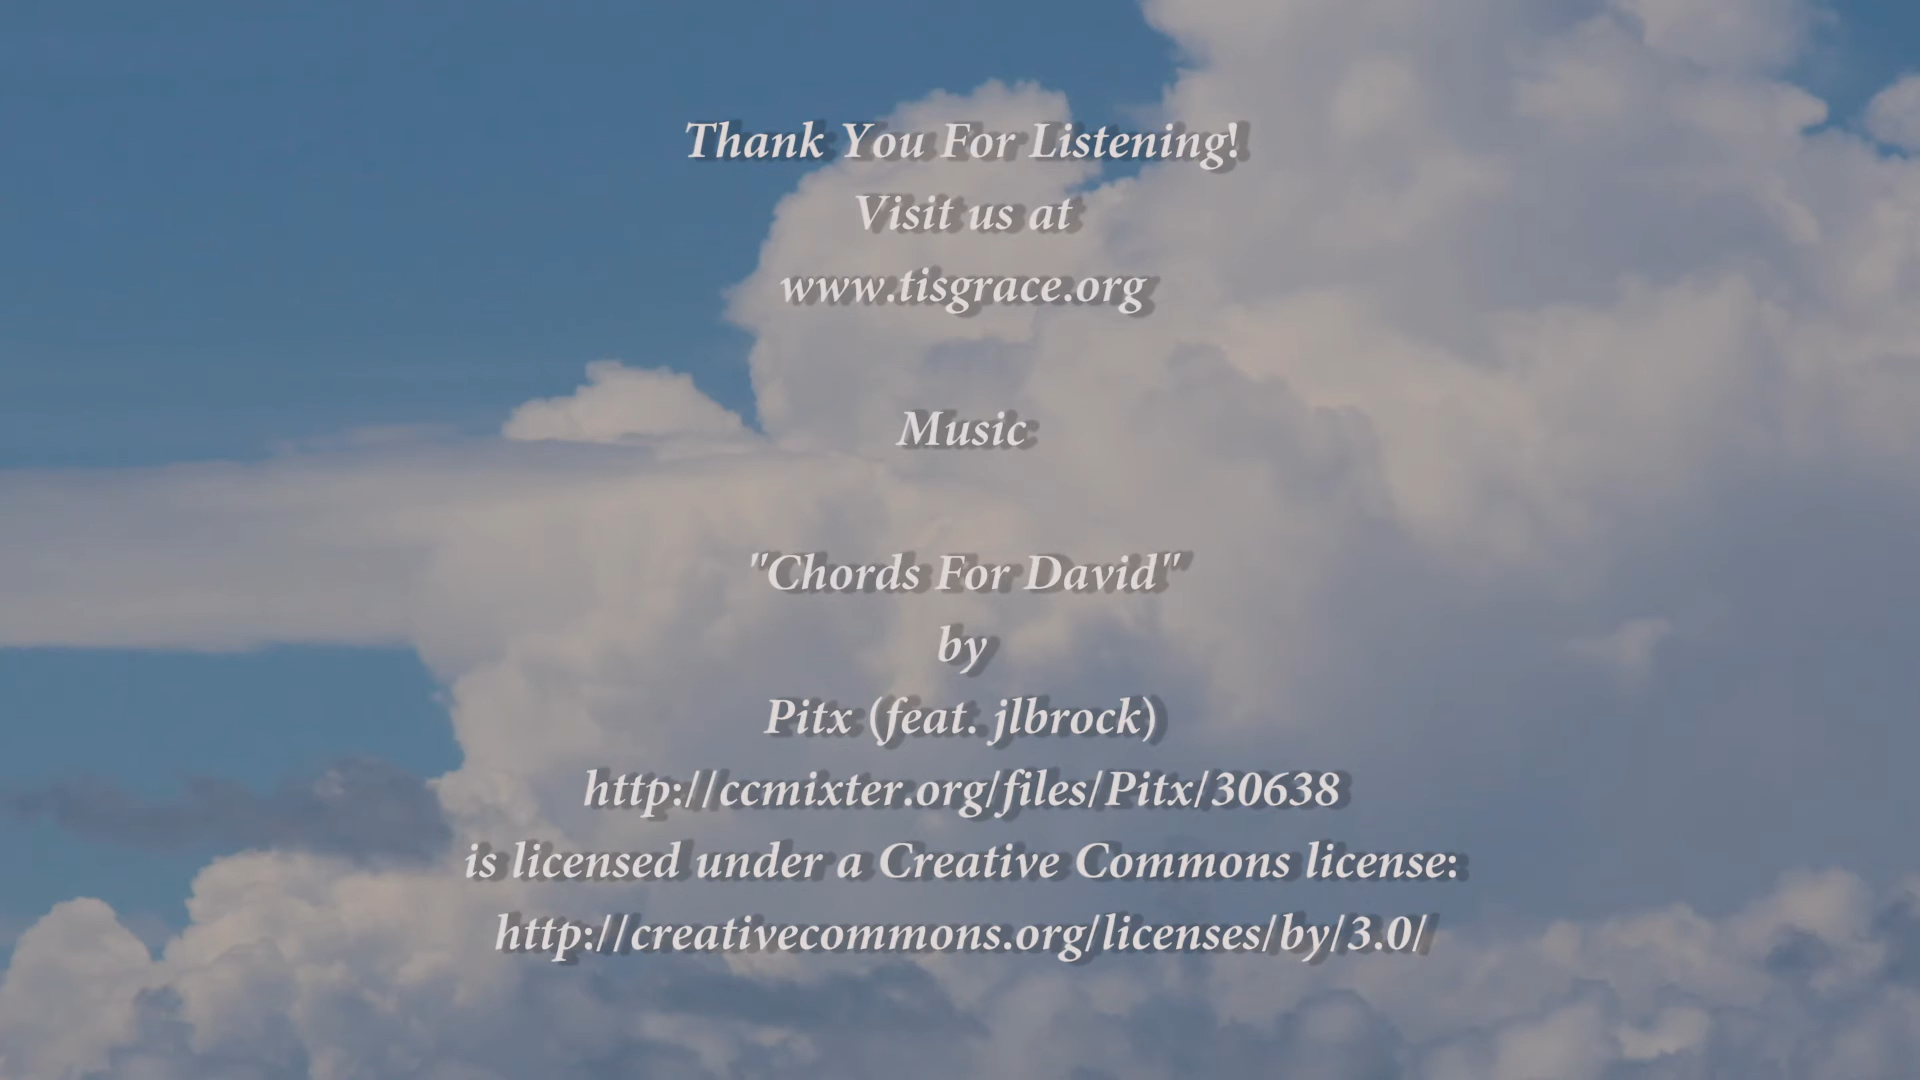 Thank You For Listening!
Visit us at
www.tisgrace.org
Music
"Chords For David"
by
Pitx (feat. jlbrock)
http://ccmixter.org/files/Pitx/30638
is licensed under a Creative Commons license:
http://creativecommons.org/licenses/by/3.0/